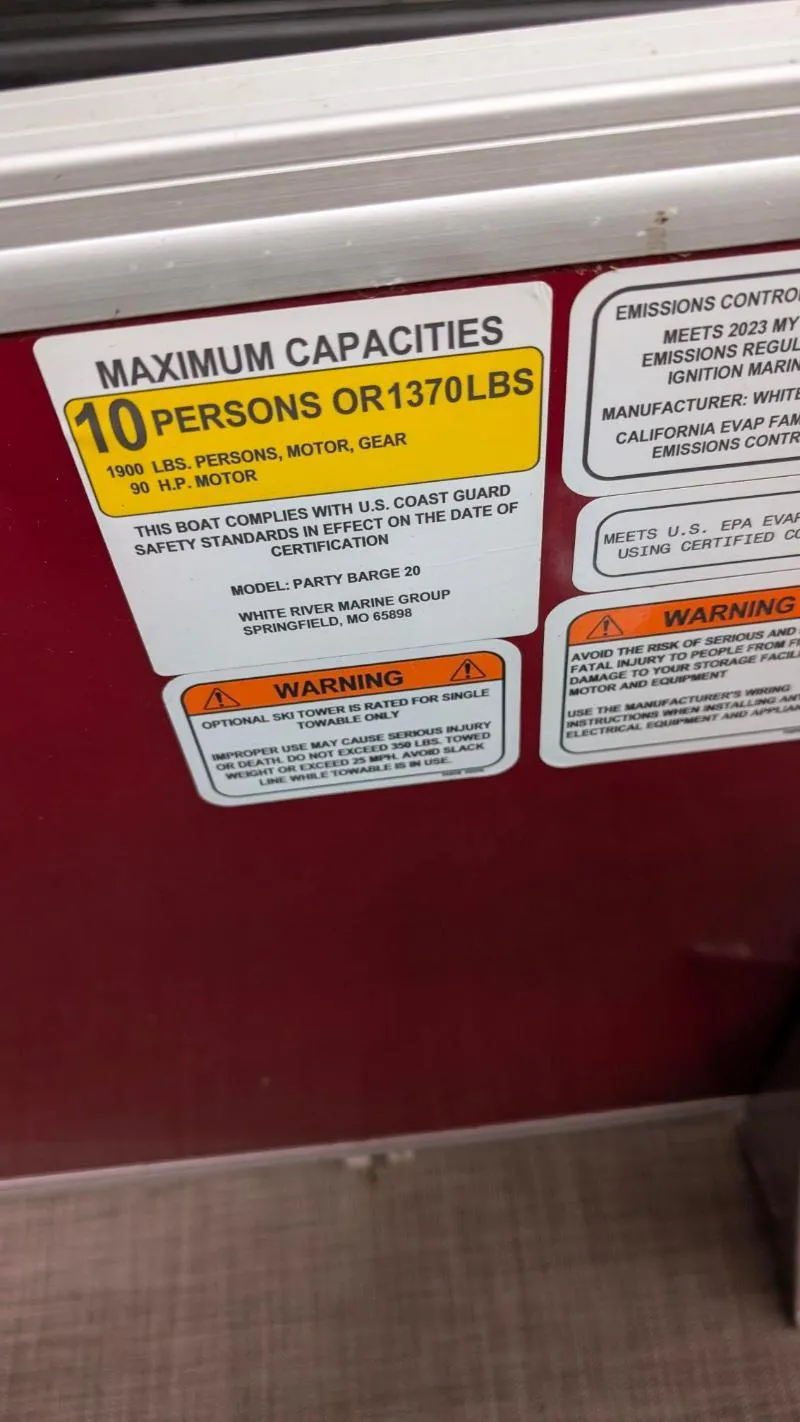 MAXIMUM CAPACITIES
10 PERSONS OR 1370 LBS
1900 LBS. PERSONS, MOTOR, GEAR
90 H.P. MOTOR
THIS BOAT COMPLIES WITH U.S. COAST GUARD
SAFETY STANDARDS IN EFFECT ON THE DATE OF
CERTIFICATION
MODEL: PARTY BARGE 20
WHITE RIVER MARINE GROUP
SPRINGFIELD, MO 65898
WARNING
OPTIONAL SKI TOWER IS RATED FOR SINGLE
TOWABLE ONLY
IMPROPER USE MAY CAUSE SERIOUS INJURY
OR DEATH. DO NOT EXCEED 350 LBS. TOWED
WEIGHT OR EXCEED 25 MPH. AVOID SLACK
LINE WHILE TOWABLE IS IN USE.
EMISSIONS CONTRO
MEETS 2023 MY
EMISSIONS REGUL
IGNITION MARIN
MANUFACTURER: WHITE
CALIFORNIA EVAP FAM
EMISSIONS CONTR
MEETS U.S. EPA EVAP
USING CERTIFIED CO
WARNING
AVOID THE RISK OF SERIOUS AND
FATAL INJURY TO PEOPLE FROM F
DAMAGE TO YOUR STORAGE FACILI
MOTOR AND EQUIPMENT
USE THE MANUFACTURER'S WIRING
INSTRUCTIONS WHEN INSTALLING ANY
ELECTRICAL EQUIPMENT AND APPLIAN